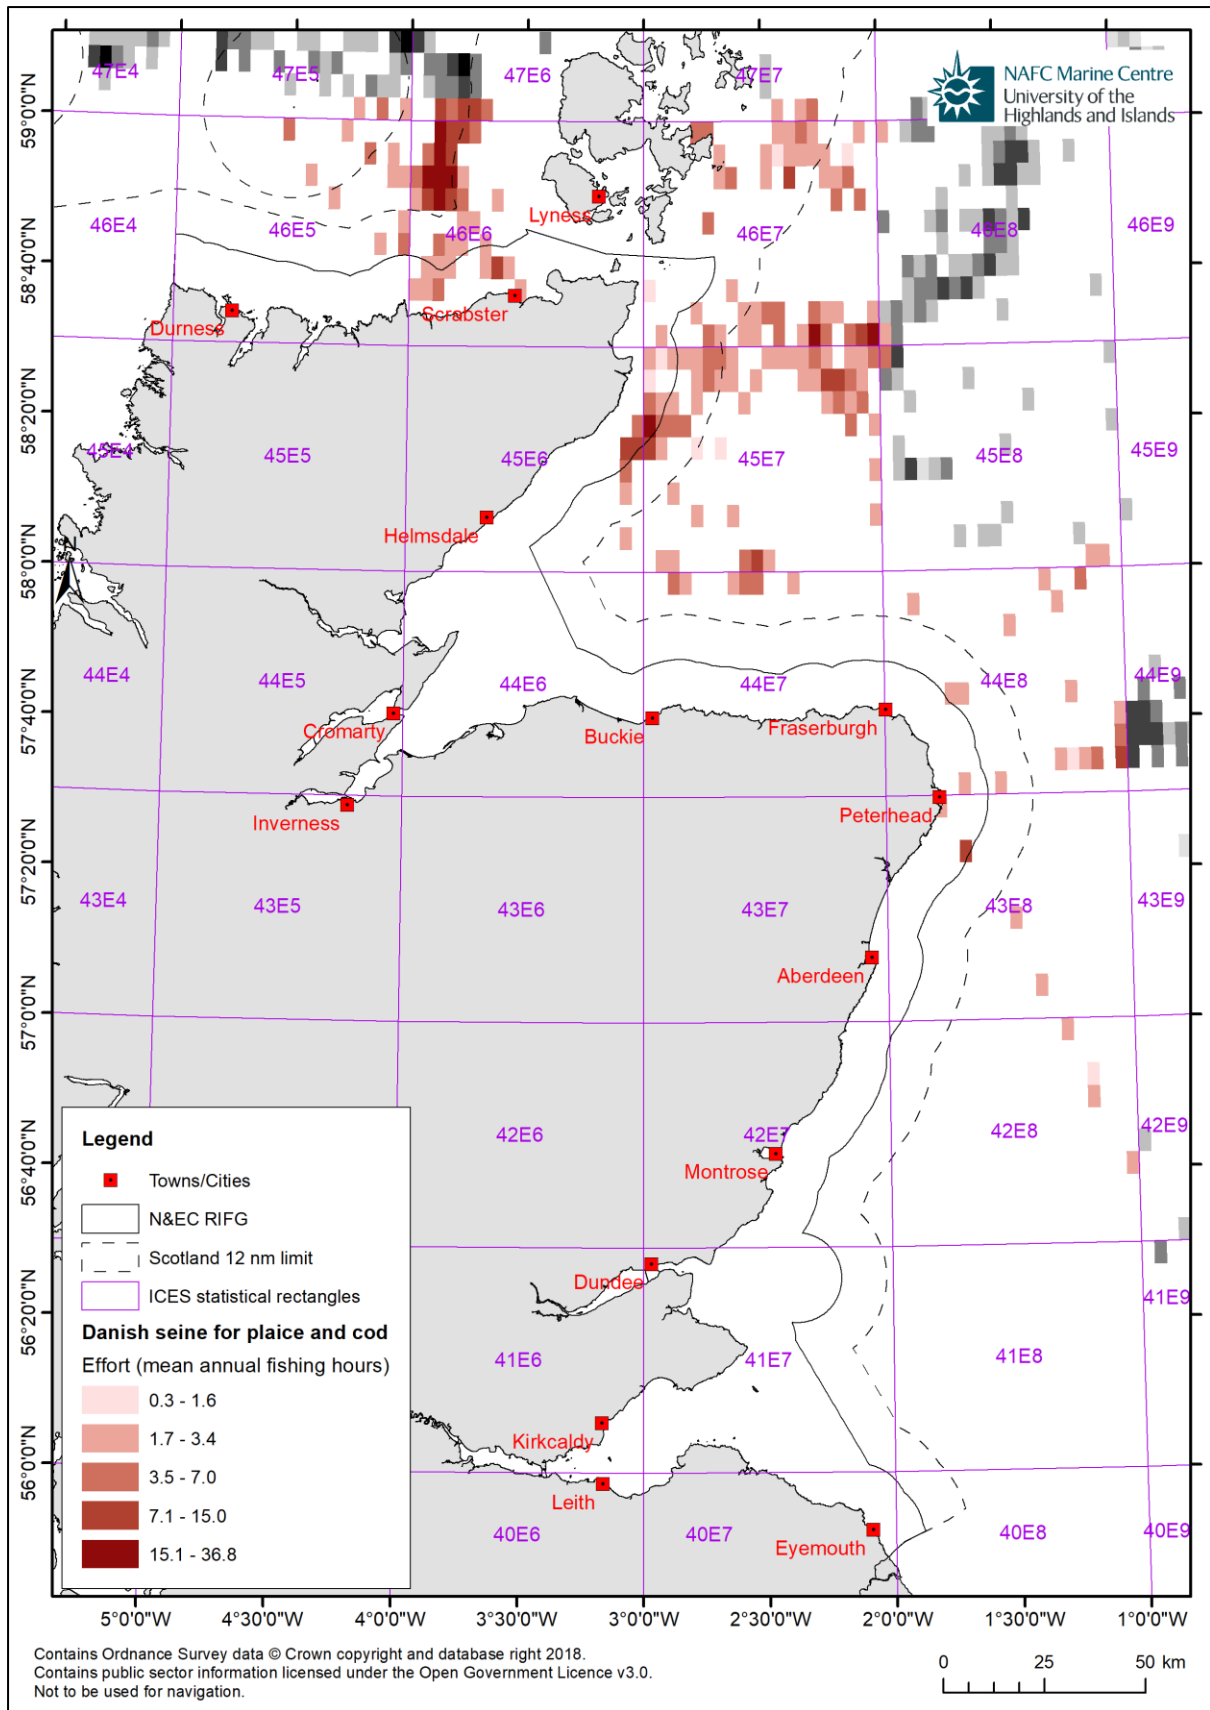 NAFC Marine Centre
University of the
Highlands and Islands
47E4
47E5
47E6
47E7
59°0'0"N
Lyness
46E4
46E5
46E6
46E7
46E8
46E9
58°40'0"N
Durness
Scrabster
58°20'0"N
45E4
45E5
45E6
45E7
45E8
45E9
Helmsdale
N
58°0'0"N
44E4
44E5
44E6
44E7
44E8
44E9
57°40'0"N
Cromarty
Buckie
Fraserburgh
Inverness
Peterhead
57°20'0"N
43E4
43E5
43E6
43E7
43E8
43E9
Aberdeen
57°0'0"N
42E6
42E7
42E8
42E9
56°40'0"N
Montrose
Dundee
56°20'0"N
41E6
41E7
41E8
41E9
Kirkcaldy
56°0'0"N
Leith
40E6
40E7
40E8
40E9
Eyemouth
Legend
Towns/Cities
N&EC RIFG
Scotland 12 nm limit
ICES statistical rectangles
Danish seine for plaice and cod
Effort (mean annual fishing hours)
0.3 - 1.6
1.7 - 3.4
3.5 - 7.0
7.1 - 15.0
15.1 - 36.8
5°0'0"W
4°30'0"W
4°0'0"W
3°30'0"W
3°0'0"W
2°30'0"W
2°0'0"W
1°30'0"W
1°0'0"W
Contains Ordnance Survey data © Crown copyright and database right 2018.
Contains public sector information licensed under the Open Government Licence v3.0.
Not to be used for navigation.
0 25 50 km